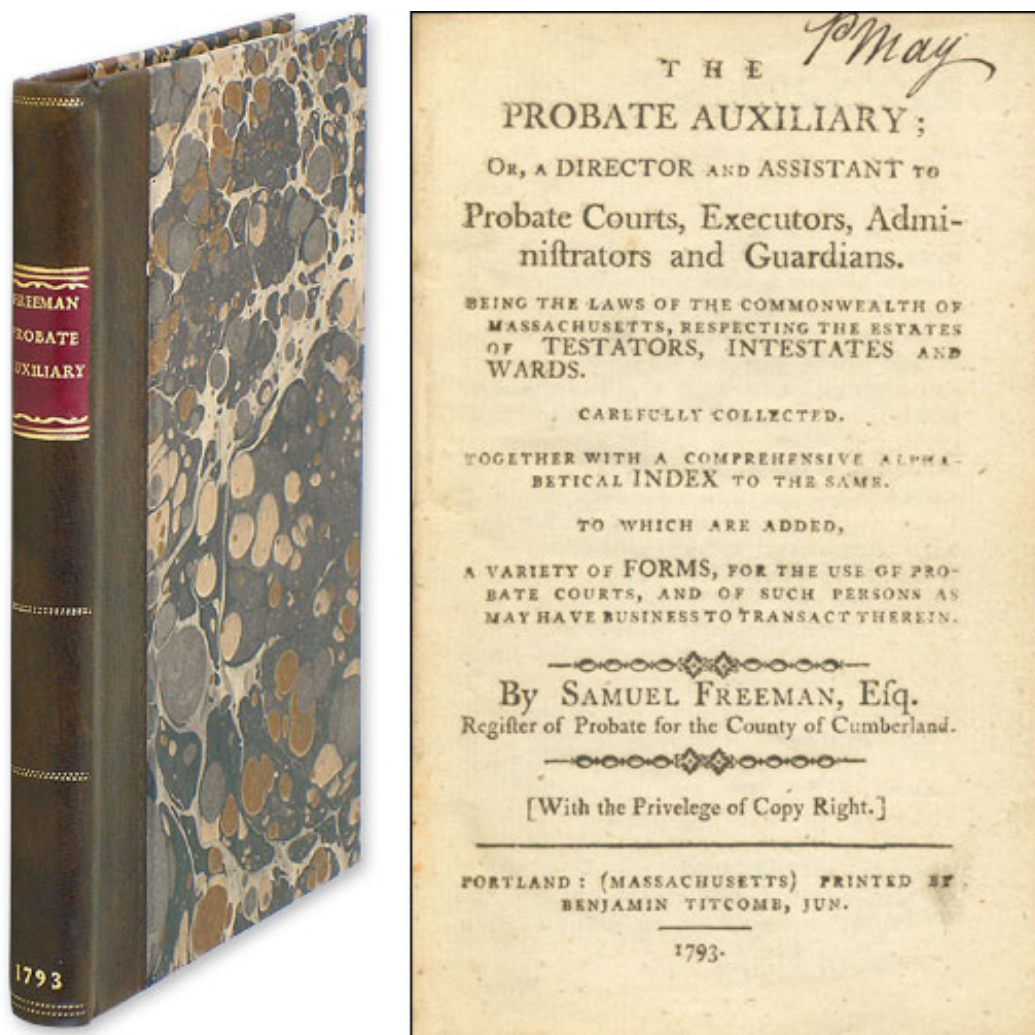 FREEMAN
PROBATE
AUXILIARY
1793
P May
THE
PROBATE AUXILIARY;
OR, A DIRECTOR AND ASSISTANT TO
Probate Courts, Executors, Admi-
niſtrators and Guardians.
BEING THE LAWS OF THE COMMONWEALTH OF
MASSACHUSETTS, RESPECTING THE ESTATES
OF TESTATORS, INTESTATES AND
WARDS.
CAREFULLY COLLECTED.
TOGETHER WITH A COMPREHENSIVE ALPHA-
BETICAL INDEX TO THE SAME.
TO WHICH ARE ADDED,
A VARIETY OF FORMS, FOR THE USE OF PRO-
BATE COURTS, AND OF SUCH PERSONS AS
MAY HAVE BUSINESS TO TRANSACT THEREIN.
By SAMUEL FREEMAN, Eſq.
Regiſter of Probate for the County of Cumberland.
[With the Privelege of Copy Right.]
PORTLAND: (MASSACHUSETTS) PRINTED BY
BENJAMIN TITCOMB, JUN.
1793.